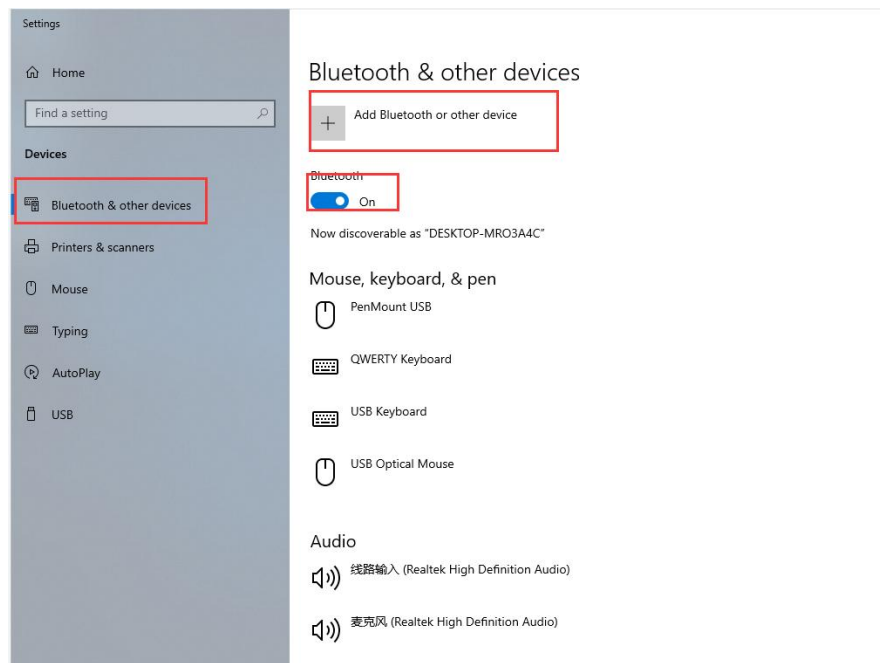 Settings
Home
Find a setting
Devices
Bluetooth & other devices
Printers & scanners
Mouse
Typing
AutoPlay
USB
Bluetooth & other devices
Add Bluetooth or other device
Bluetooth
On
Now discoverable as “DESKTOP-MRO3A4C”
Mouse, keyboard, & pen
PenMount USB
QWERTY Keyboard
USB Keyboard
USB Optical Mouse
Audio
线路输入 (Realtek High Definition Audio)
麦克风 (Realtek High Definition Audio)